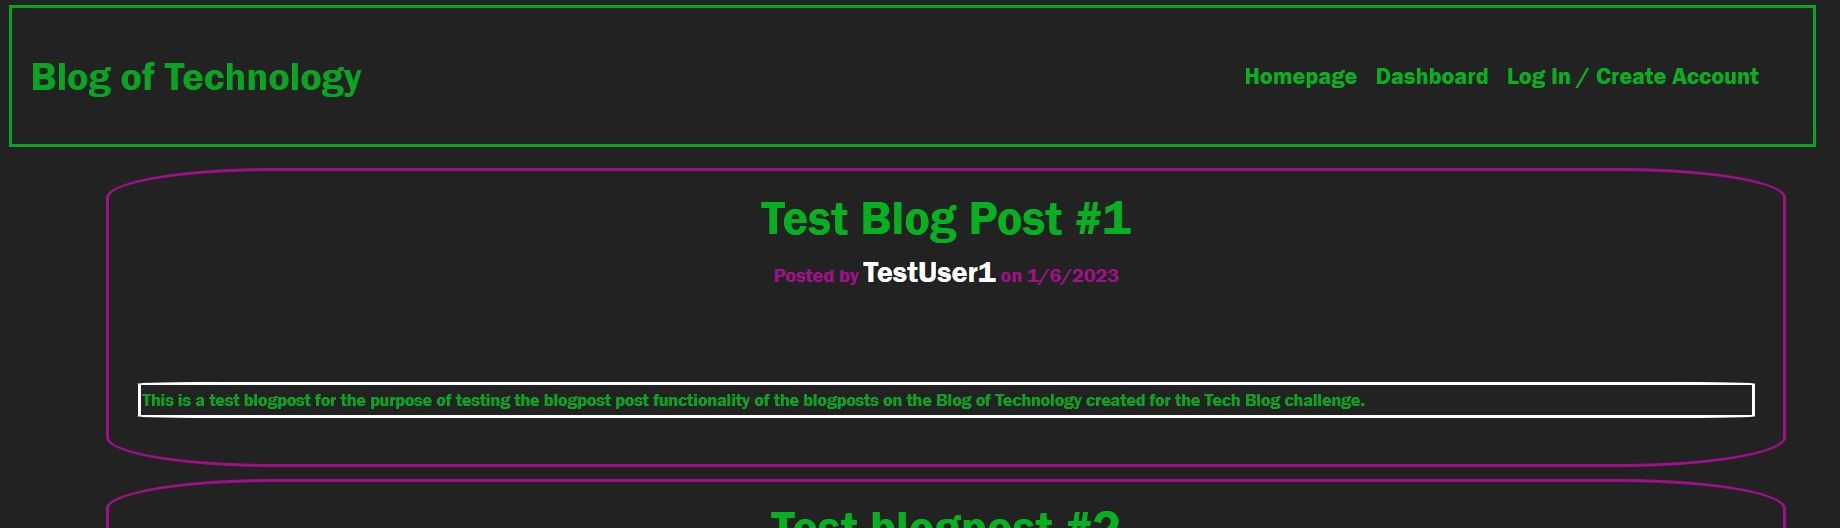 Blog of Technology
Homepage Dashboard Log In / Create Account
Test Blog Post #1
Posted by TestUser1 on 1/6/2023
This is a test blogpost for the purpose of testing the blogpost post functionality of the blogposts on the Blog of Technology created for the Tech Blog challenge.
Test blogpost #2